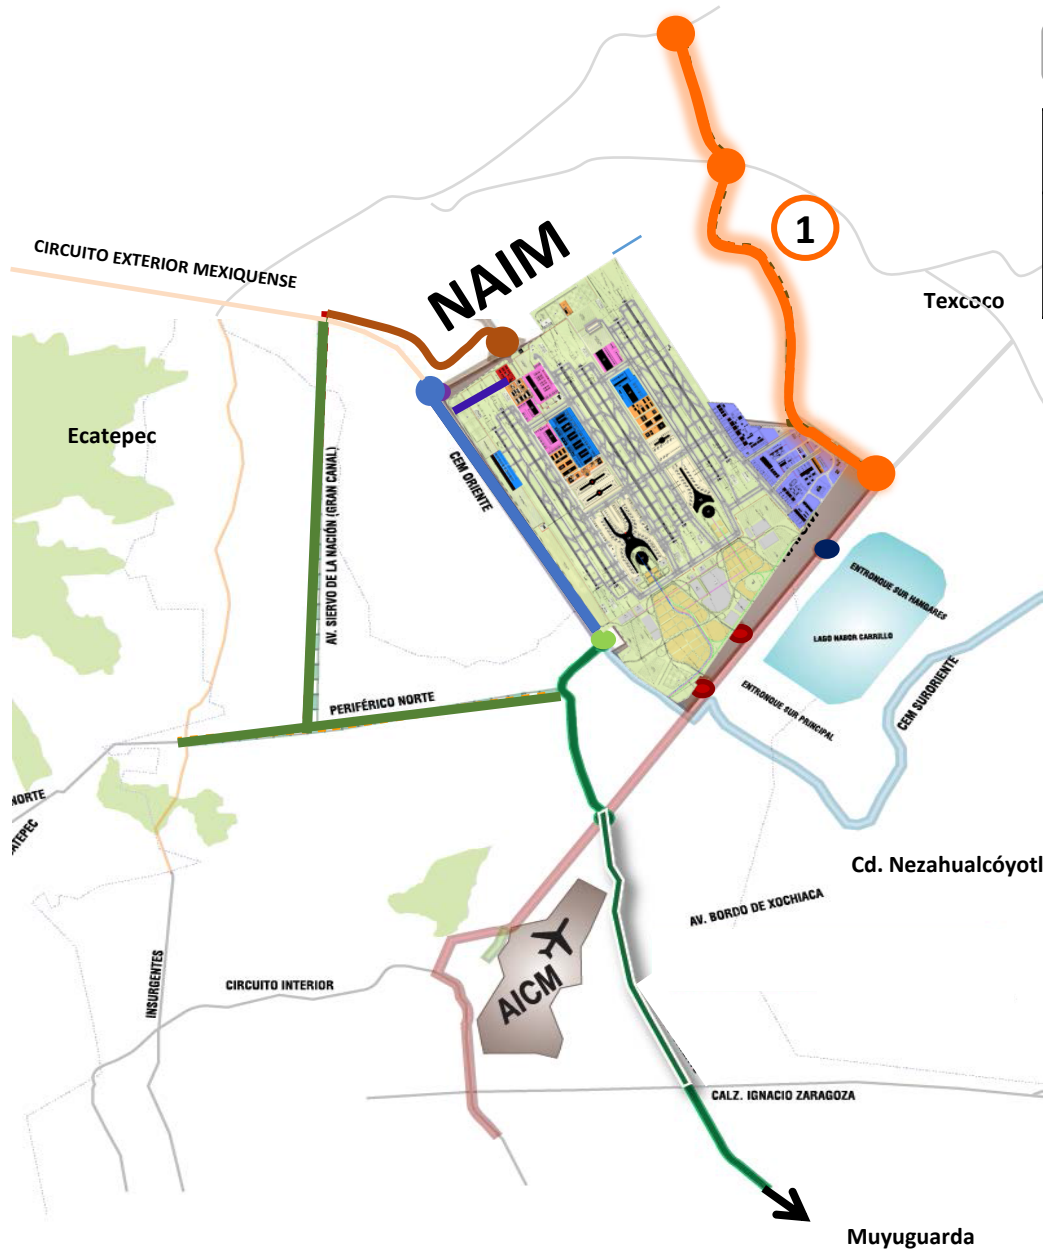 1
CIRCUITO EXTERIOR MEXIQUENSE
NAIM
Texcoco
Ecatepec
CEM ORIENTE
AV. SIERVO DE LA NACIÓN (GRAN CANAL)
ENTRONQUE SUR HANGARES
LAGO NABOR CARRILLO
CEM SURORIENTE
ENTRONQUE SUR PRINCIPAL
PERIFÉRICO NORTE
NORTE
ATEPEC
Cd. Nezahualcóyotl
AV. BORDO DE XOCHIACA
AICM
INSURGENTES
CIRCUITO INTERIOR
CALZ. IGNACIO ZARAGOZA
Muyuguarda